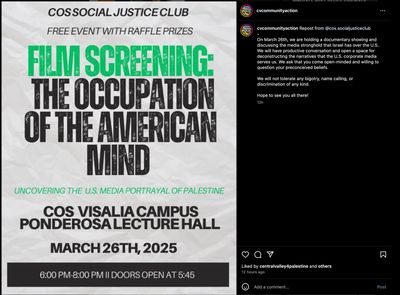 COS SOCIAL JUSTICE CLUB
FREE EVENT WITH RAFFLE PRIZES
FILM SCREENING:
THE OCCUPATION
OF THE AMERICAN
MIND
UNCOVERING THE U.S. MEDIA PORTRAYAL OF PALESTINE
COS VISALIA CAMPUS
PONDEROSA LECTURE HALL
MARCH 26TH, 2025
6:00 PM-8:00 PM II DOORS OPEN AT 5:45
cvcommunityaction
cvcommunityaction Repost from @cos.socialjusticeclub
On March 26th, we are holding a documentary showing and
discussing the media stronghold that Israel has over the U.S..
We will have productive conversation and open a space for
deconstructing the narratives that the U.S. corporate media
serves us. We ask that you come open-minded and willing to
question your preconceived beliefs.
We will not tolerate any bigotry, name calling, or
discrimination of any kind.
Hope to see you all there!
12h
Liked by centralvalley4palestine and others
12 hours ago
Add a comment...
Post